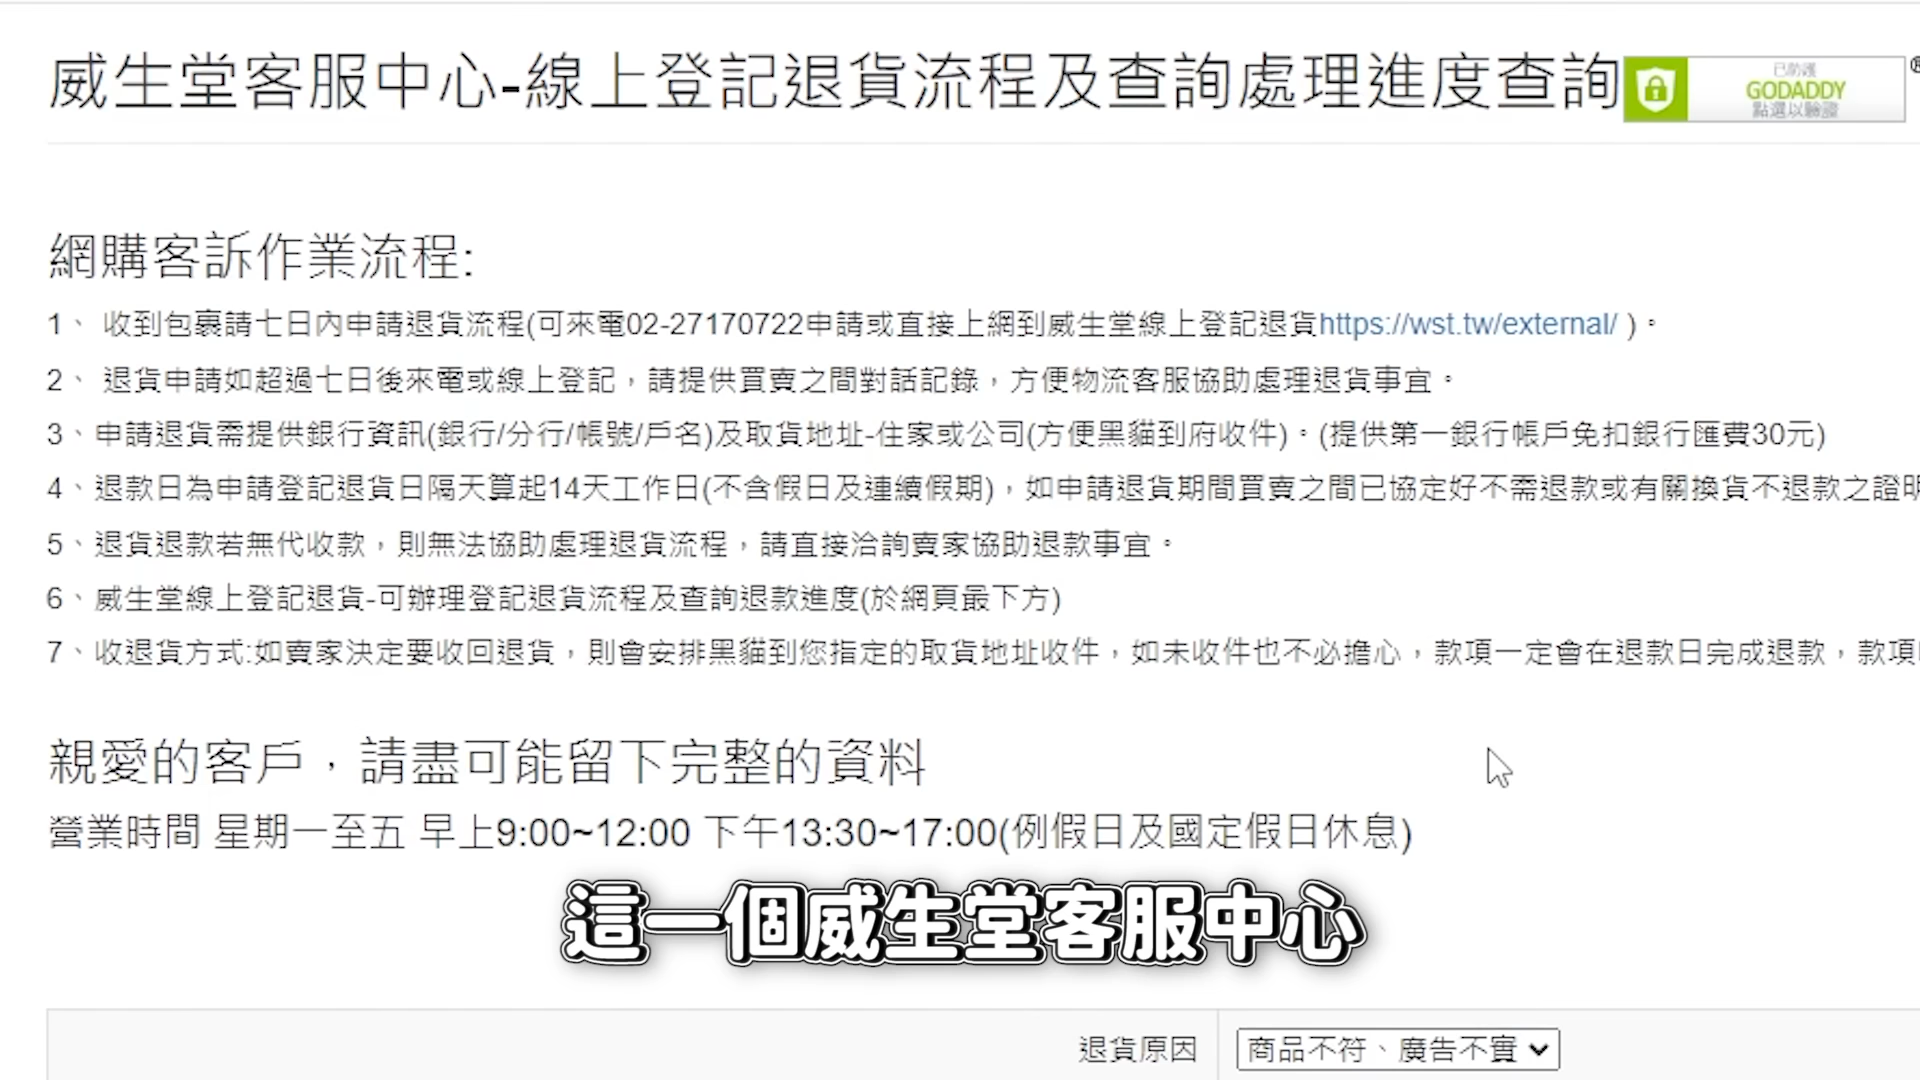 威生堂客服中心-線上登記退貨流程及查詢處理進度查詢
已防護
GODADDY
點選以驗證
網購客訴作業流程:
1、 收到包裹請七日內申請退貨流程(可來電02-27170722申請或直接上網到威生堂線上登記退貨https://wst.tw/external/ )。
2、 退貨申請如超過七日後來電或線上登記，請提供買賣之間對話記錄，方便物流客服協助處理退貨事宜。
3、申請退貨需提供銀行資訊(銀行/分行/帳號/戶名)及取貨地址-住家或公司(方便黑貓到府收件)。(提供第一銀行帳戶免扣銀行匯費30元)
4、退款日為申請登記退貨日隔天算起14天工作日(不含假日及連續假期)，如申請退貨期間買賣之間已協定好不需退款或有關換貨不退款之證明
5、退貨退款若無代收款，則無法協助處理退貨流程，請直接洽詢賣家協助退款事宜。
6、威生堂線上登記退貨-可辦理登記退貨流程及查詢退款進度(於網頁最下方)
7、收退貨方式:如賣家決定要收回退貨，則會安排黑貓到您指定的取貨地址收件，如未收件也不必擔心，款項一定會在退款日完成退款，款項
親愛的客戶，請盡可能留下完整的資料
營業時間 星期一至五 早上9:00~12:00 下午13:30~17:00(例假日及國定假日休息)
這一個威生堂客服中心
退貨原因 商品不符、廣告不實